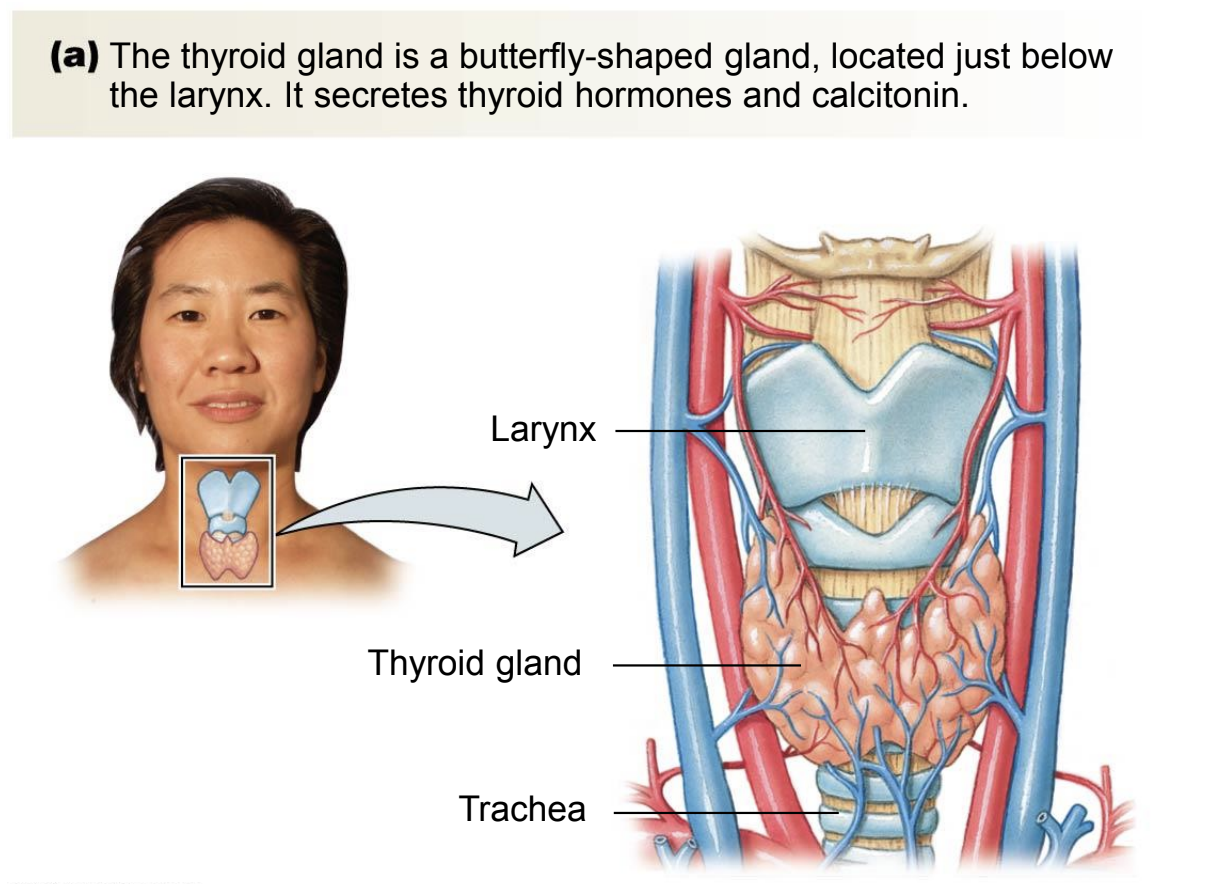 (a) The thyroid gland is a butterfly-shaped gland, located just below
the larynx. It secretes thyroid hormones and calcitonin.
Larynx
Thyroid gland
Trachea